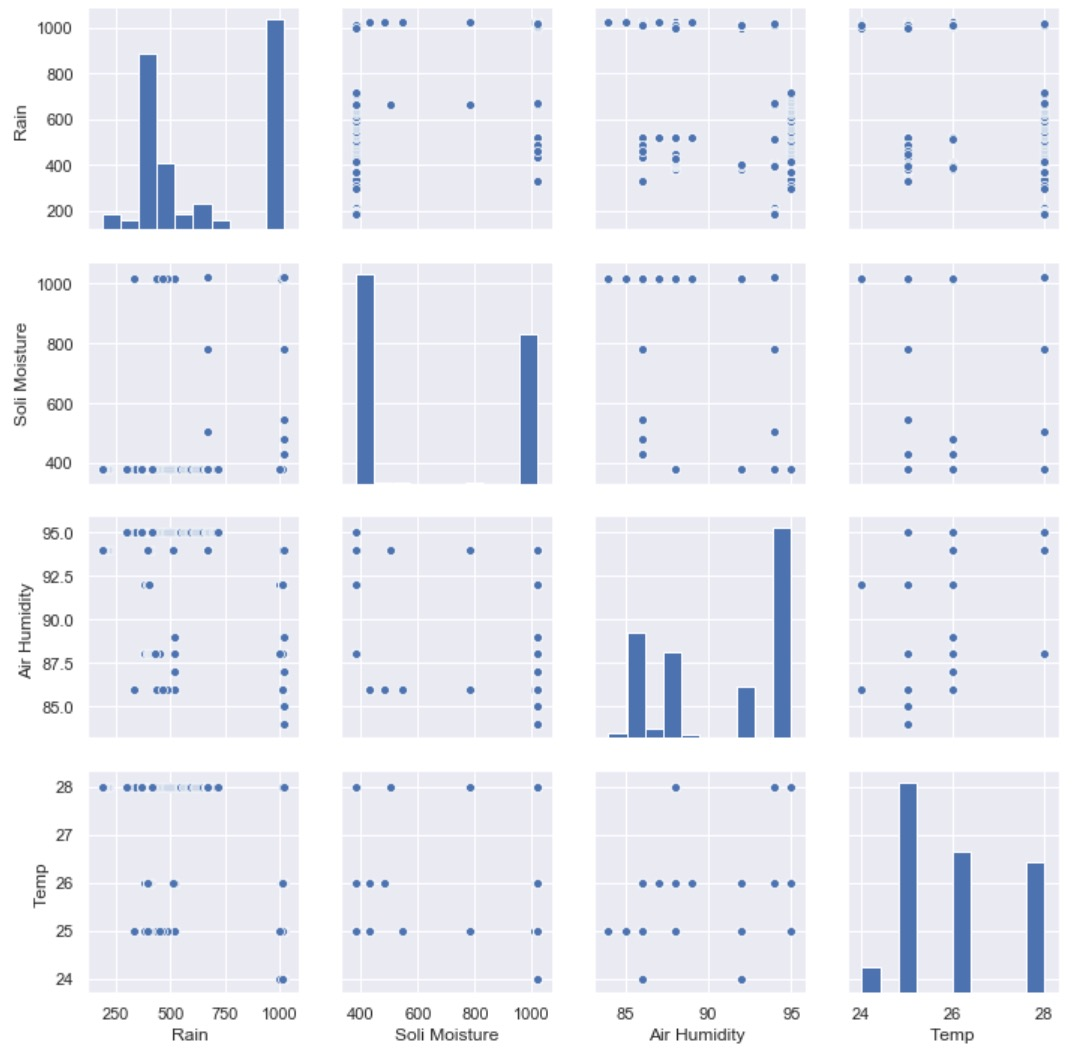 1000
800
600
400
200
Rain
1000
800
600
400
Soli Moisture
95.0
92.5
90.0
87.5
85.0
Air Humidity
28
27
26
25
24
Temp
250 500 750 1000
Rain
400 600 800 1000
Soli Moisture
85 90 95
Air Humidity
24 26 28
Temp